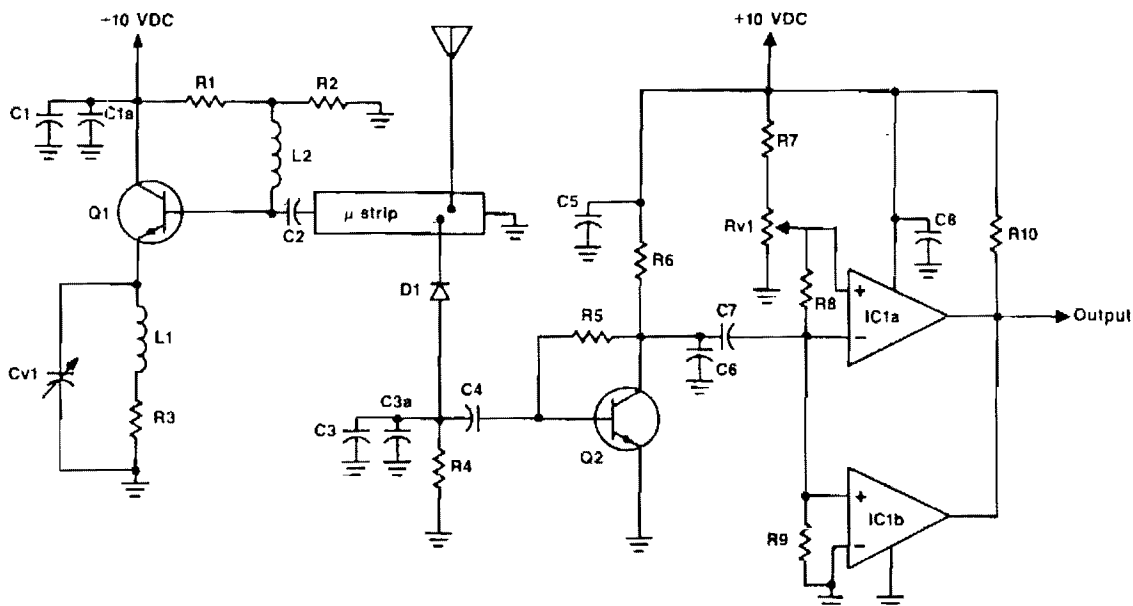 +10 VDC
+10 VDC
R1
R2
C1
C1a
R7
L2
Q1
C5
C8
C2
μ strip
Rv1
R10
R6
D1
R8
+
IC1a
Output
C7
R5
L1
-
Cv1
C6
C4
C3a
R3
C3
R4
Q2
+
IC1b
R9
-